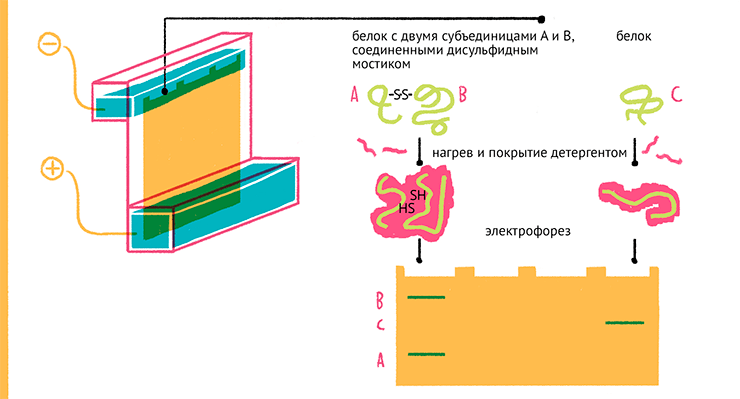 белок с двумя субъединицами А и В,
соединенными дисульфидным
мостиком
белок
−
+
A -SS- B
C
нагрев и покрытие детергентом
SH
HS
электрофорез
B
C
A